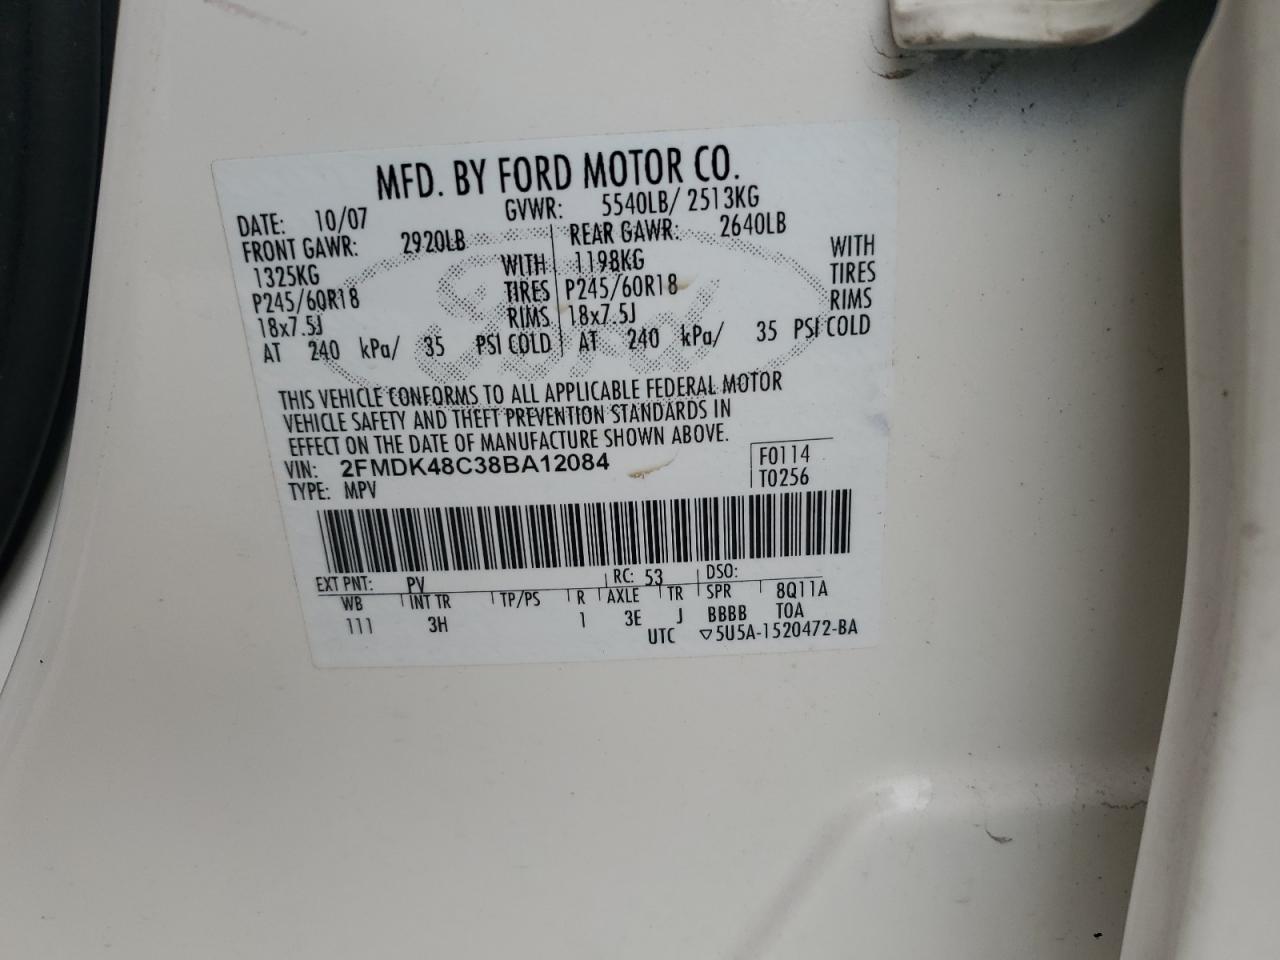 MFD. BY FORD MOTOR CO.
DATE: 10/07 GVWR: 5540LB/ 2513KG
FRONT GAWR: 2920LB REAR GAWR: 2640LB
1325KG WITH 1198KG WITH
P245/60R18 TIRES P245/60R18 TIRES
18x7.5J RIMS 18x7.5J RIMS
AT 240 kPa/ 35 PSI COLD AT 240 kPa/ 35 PSI COLD
THIS VEHICLE CONFORMS TO ALL APPLICABLE FEDERAL MOTOR
VEHICLE SAFETY AND THEFT PREVENTION STANDARDS IN
EFFECT ON THE DATE OF MANUFACTURE SHOWN ABOVE.
VIN: 2FMDK48C38BA12084 F0114
TYPE: MPV T0256
EXT PNT: PV RC: 53 DSO:
WB INT TR TP/PS R AXLE TR SPR 8Q11A
111 3H 1 3E J BBBB T0A
UTC ▽5U5A-1520472-BA